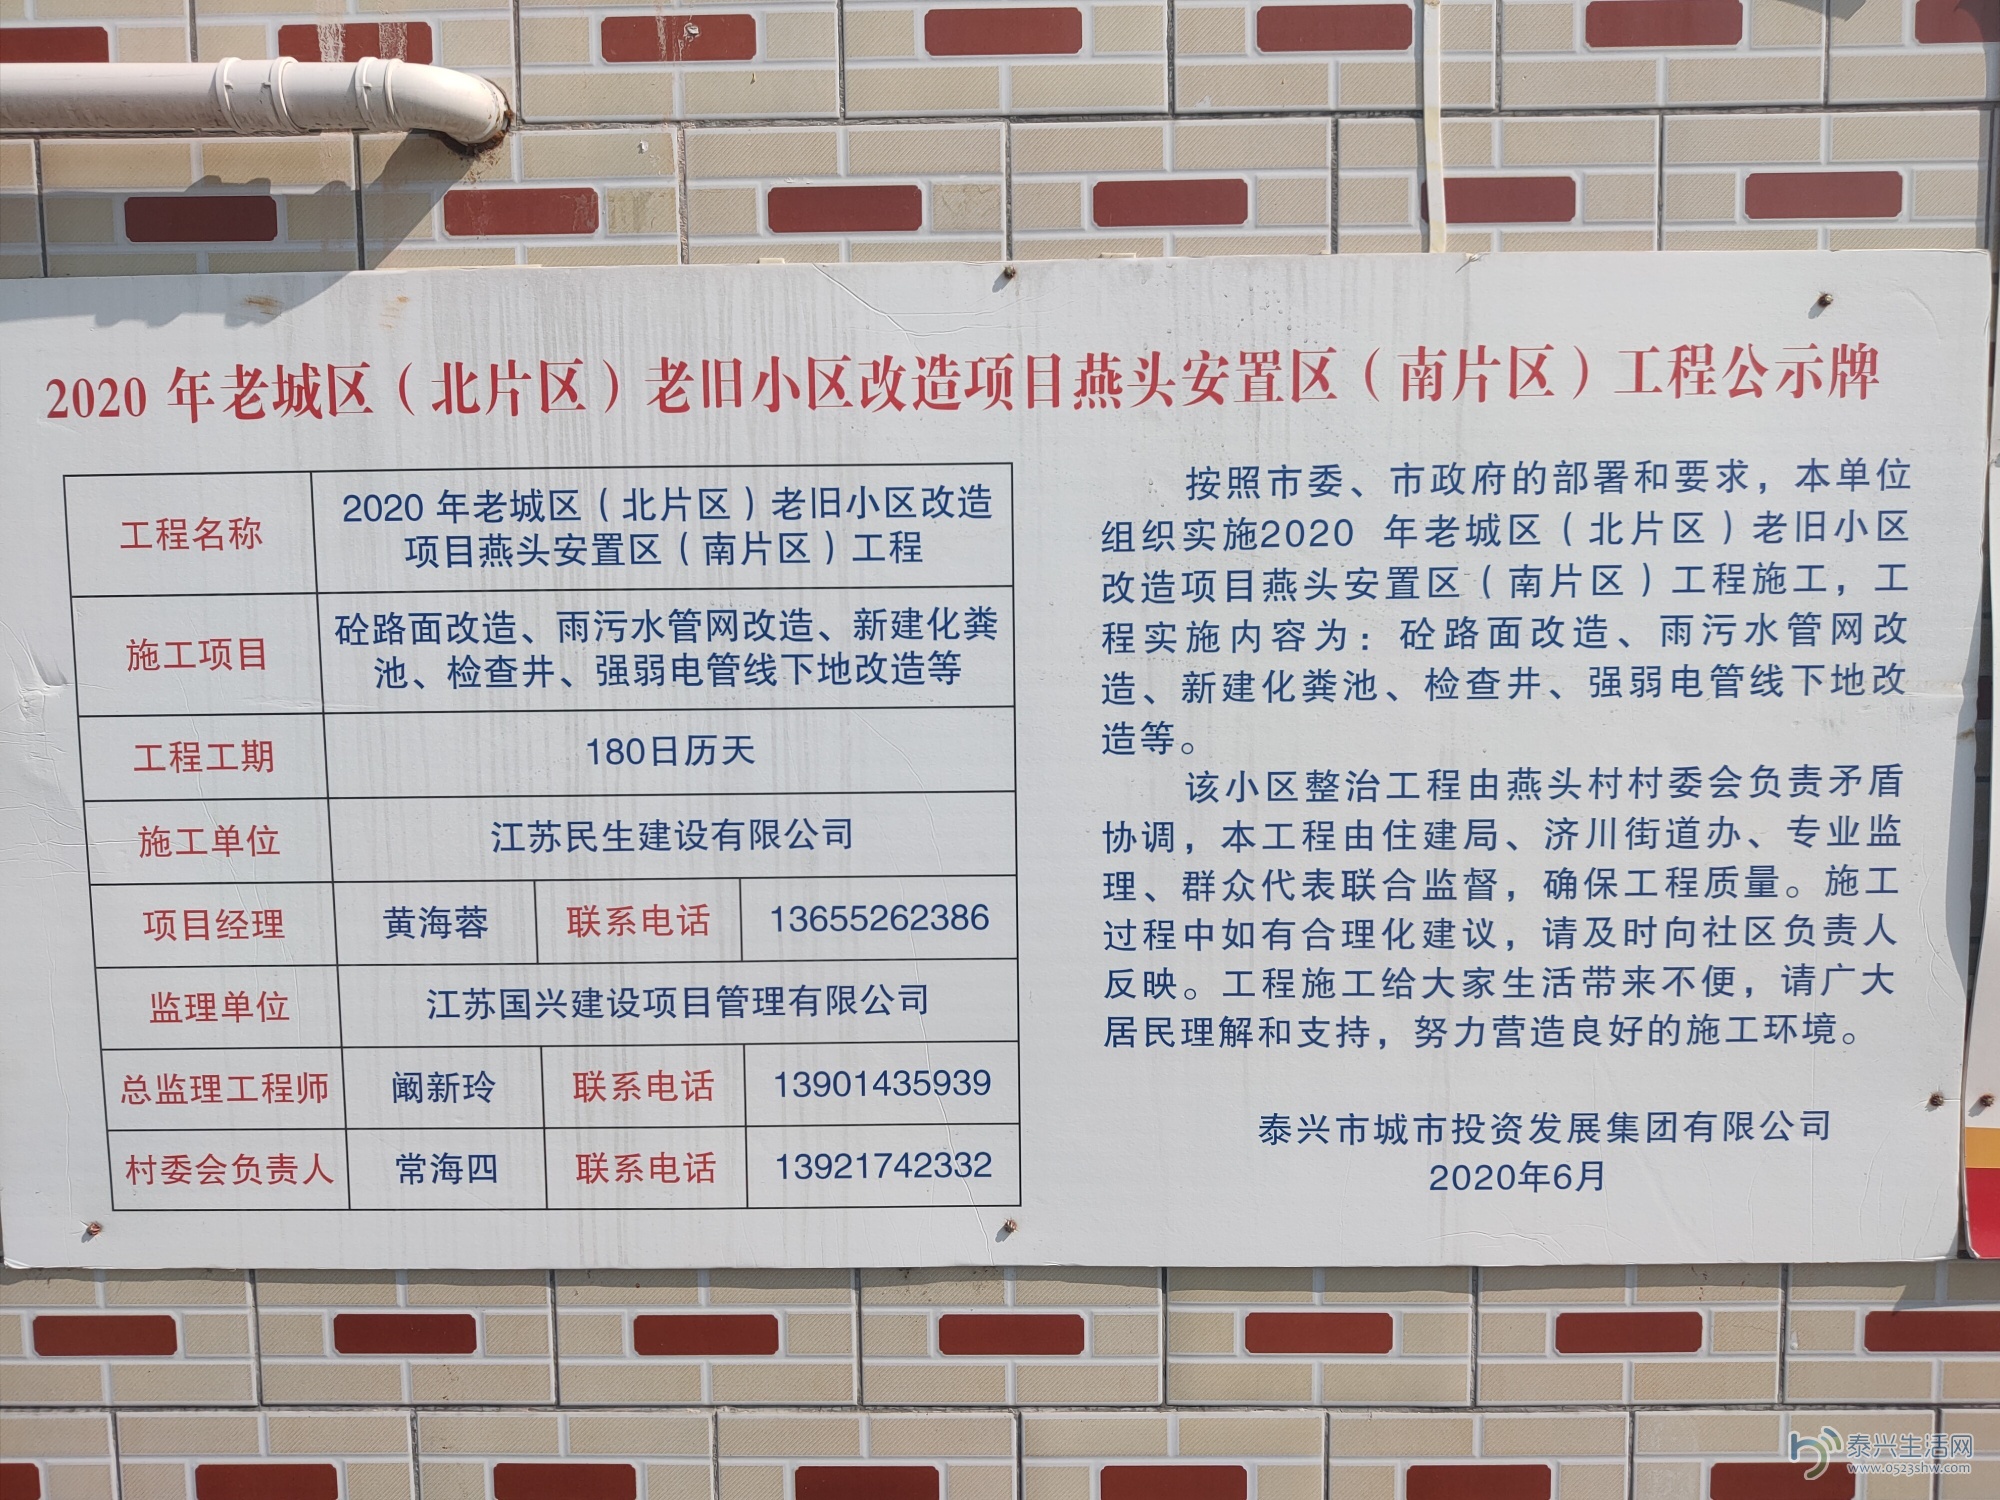 2020 年老城区（北片区）老旧小区改造项目燕头安置区（南片区）工程公示牌
工程名称
2020 年老城区（北片区）老旧小区改造
项目燕头安置区（南片区）工程
施工项目
砼路面改造、雨污水管网改造、新建化粪
池、检查井、强弱电管线下地改造等
工程工期
180日历天
施工单位
江苏民生建设有限公司
项目经理 黄海蓉 联系电话 13655262386
监理单位
江苏国兴建设项目管理有限公司
总监理工程师 阚新玲 联系电话 13901435939
村委会负责人 常海四 联系电话 13921742332
按照市委、市政府的部署和要求，本单位
组织实施2020 年老城区（北片区）老旧小区
改造项目燕头安置区（南片区）工程施工，工
程实施内容为：砼路面改造、雨污水管网改
造、新建化粪池、检查井、强弱电管线下地改
造等。
该小区整治工程由燕头村村委会负责矛盾
协调，本工程由住建局、济川街道办、专业监
理、群众代表联合监督，确保工程质量。施工
过程中如有合理化建议，请及时向社区负责人
反映。工程施工给大家生活带来不便，请广大
居民理解和支持，努力营造良好的施工环境。
泰兴市城市投资发展集团有限公司
2020年6月
泰兴生活网
www.0523shw.com